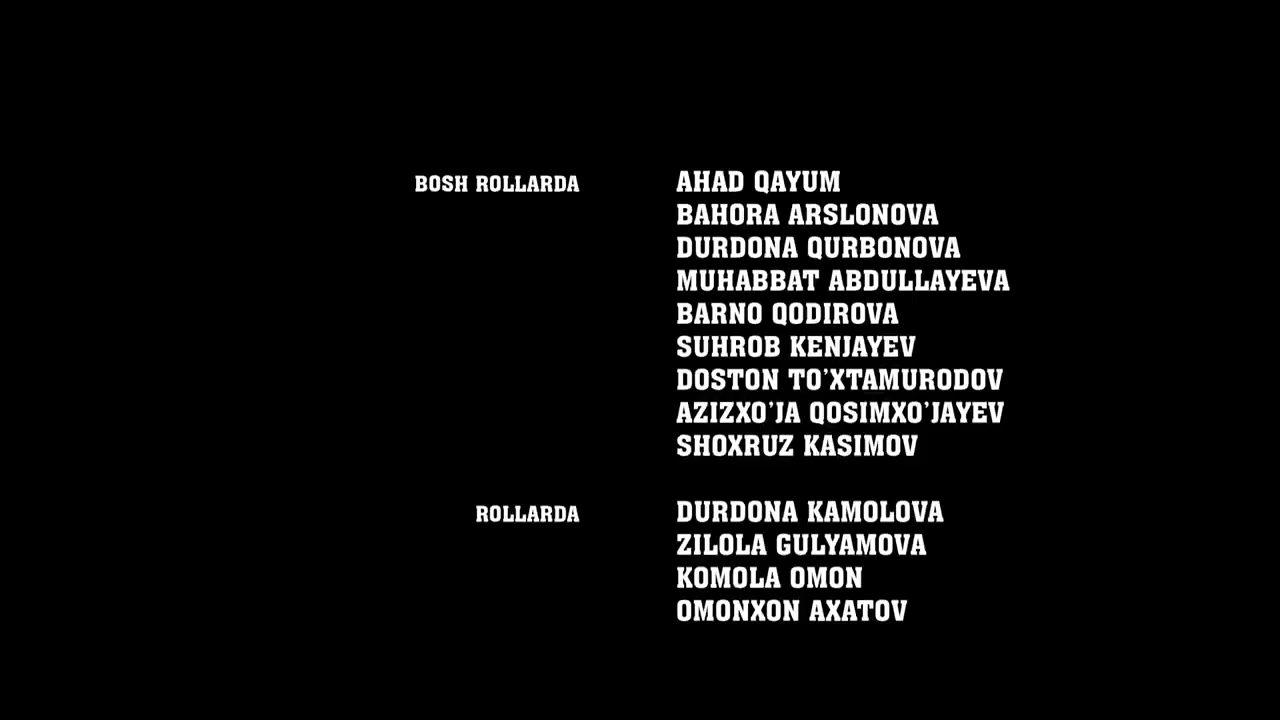 BOSH ROLLARDA AHAD QAYUM
BAHORA ARSLONOVA
DURDONA QURBONOVA
MUHABBAT ABDULLAYEVA
BARNO QODIROVA
SUHROB KENJAYEV
DOSTON TO’XTAMURODOV
AZIZXO’JA QOSIMXO’JAYEV
SHOXRUZ KASIMOV
ROLLARDA DURDONA KAMOLOVA
ZILOLA GULYAMOVA
KOMOLA OMON
OMONXON AXATOV